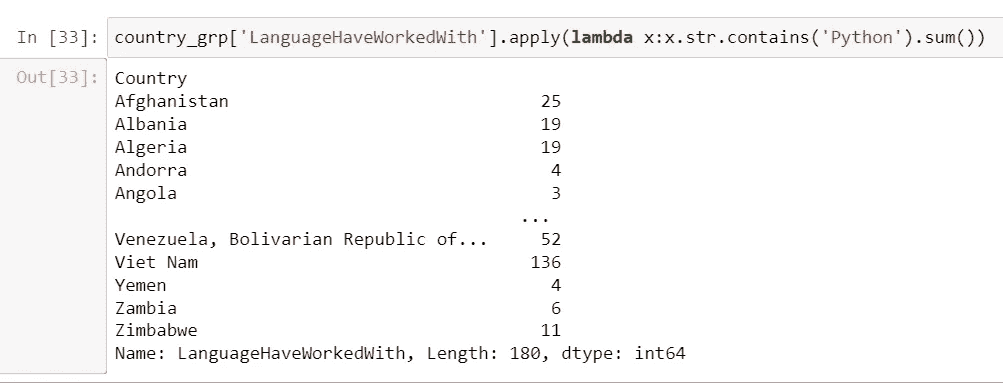 In [33]: country_grp['LanguageHaveWorkedWith'].apply(lambda x:x.str.contains('Python').sum())
Out[33]: Country
Afghanistan 25
Albania 19
Algeria 19
Andorra 4
Angola 3
...
Venezuela, Bolivarian Republic of... 52
Viet Nam 136
Yemen 4
Zambia 6
Zimbabwe 11
Name: LanguageHaveWorkedWith, Length: 180, dtype: int64